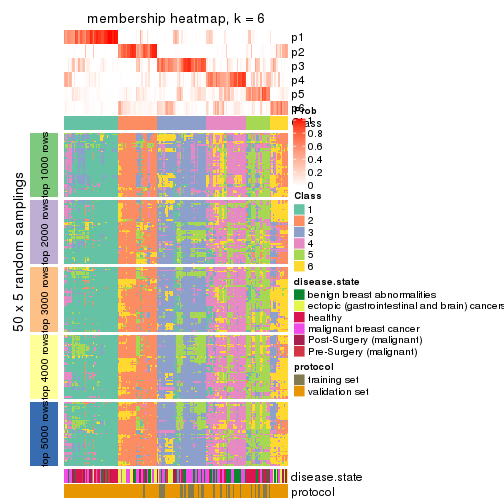 membership heatmap, k = 6
p1
p2
p3
p4
p5
p6
Prob
Class
1
0.8
0.6
0.4
0.2
0
Class
1
2
3
4
5
6
disease.state
benign breast abnormalities
ectopic (gastrointestinal and brain) cancers
healthy
malignant breast cancer
Post-Surgery (malignant)
Pre-Surgery (malignant)
protocol
training set
validation set
50 x 5 random samplings
top 1000 rows
top 2000 rows
top 3000 rows
top 4000 rows
top 5000 rows
disease.state
protocol